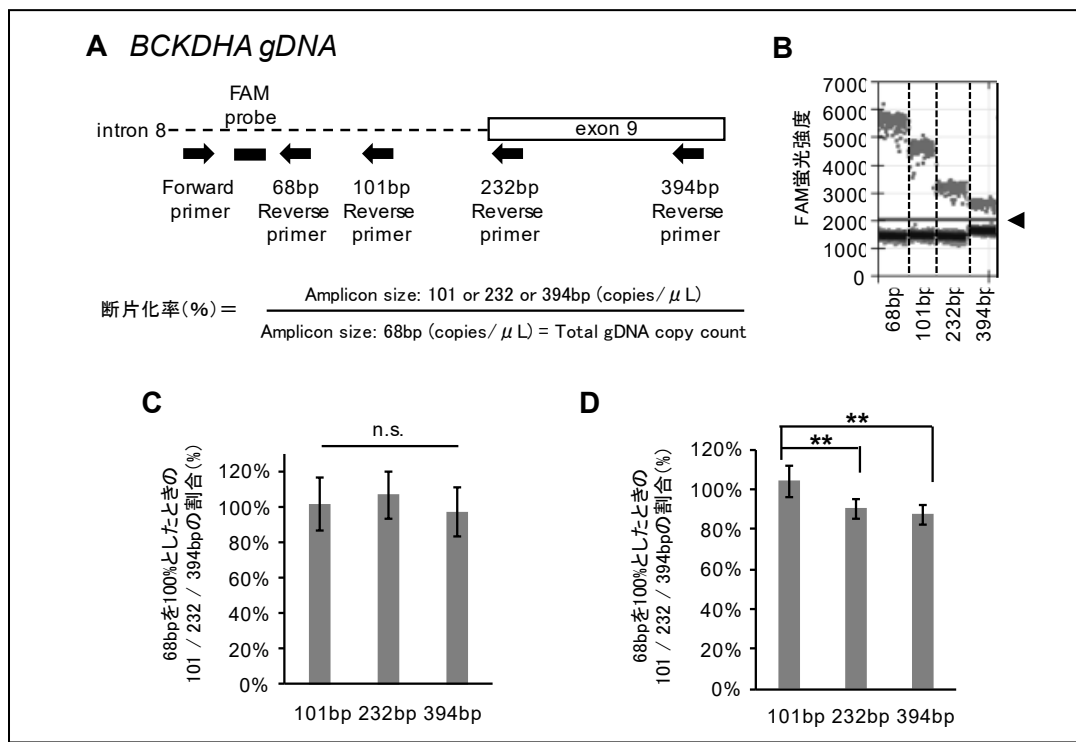 A BCKDHA gDNA
FAM
probe
intron 8
exon 9
Forward
primer
68bp
Reverse
primer
101bp
Reverse
primer
232bp
Reverse
primer
394bp
Reverse
primer
断片化率(%)=
Amplicon size: 101 or 232 or 394bp (copies/μL)
Amplicon size: 68bp (copies/μL) = Total gDNA copy count
B
FAM蛍光強度
7000
6000
5000
4000
3000
2000
1000
0
68bp
101bp
232bp
394bp
C
68bpを100%としたときの
101 / 232 / 394bpの割合(%)
n.s.
120%
100%
80%
60%
40%
20%
0%
101bp 232bp 394bp
D
68bpを100%としたときの
101 / 232 / 394bpの割合(%)
**
**
120%
100%
80%
60%
40%
20%
0%
101bp 232bp 394bp